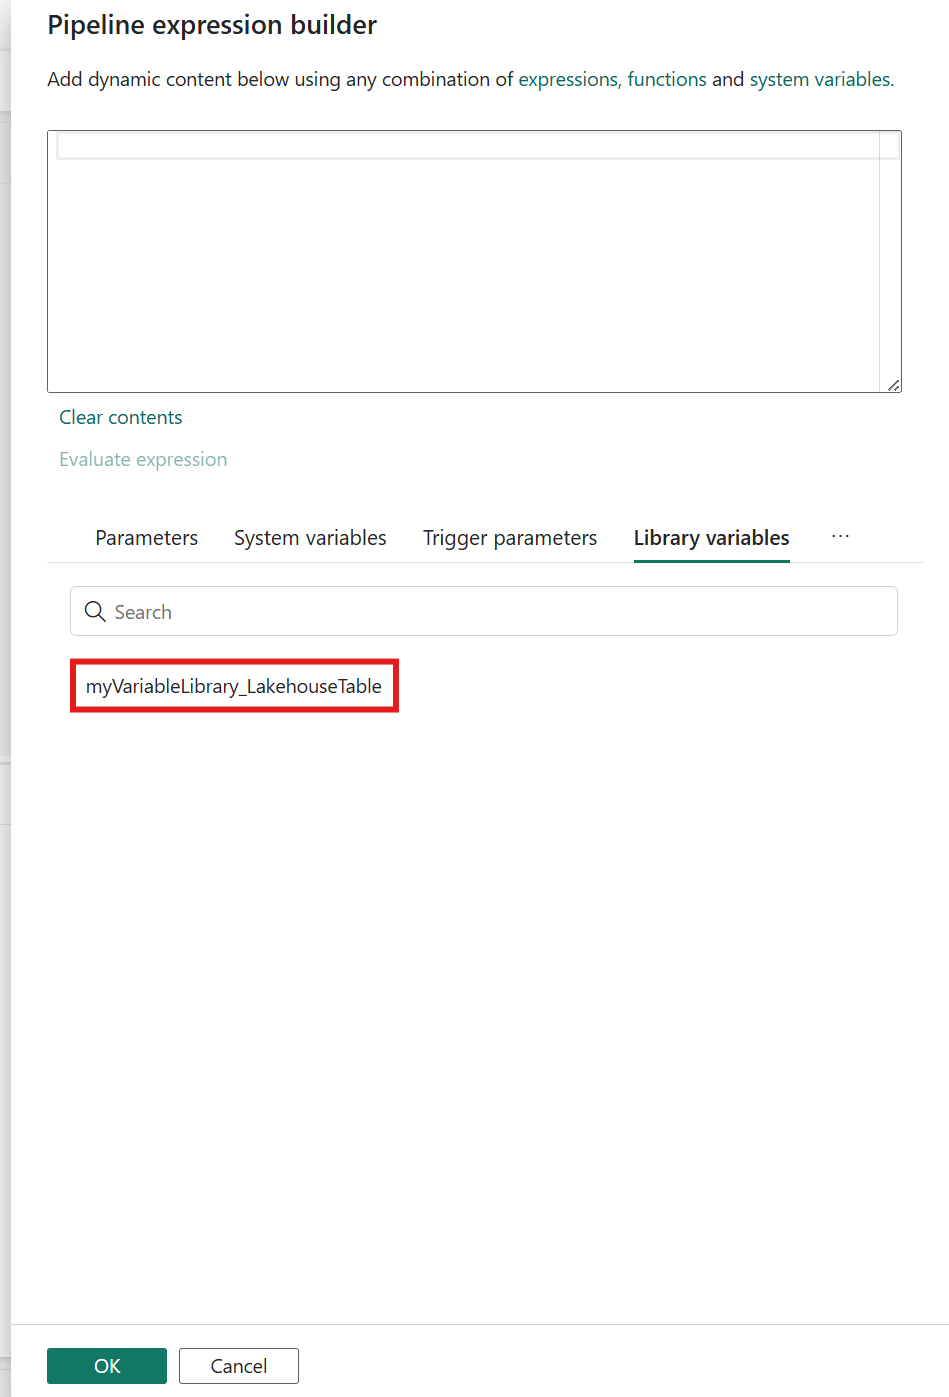 Pipeline expression builder
Add dynamic content below using any combination of expressions, functions and system variables.
Clear contents
Evaluate expression
Parameters System variables Trigger parameters Library variables ...
Search
myVariableLibrary_LakehouseTable
OK Cancel